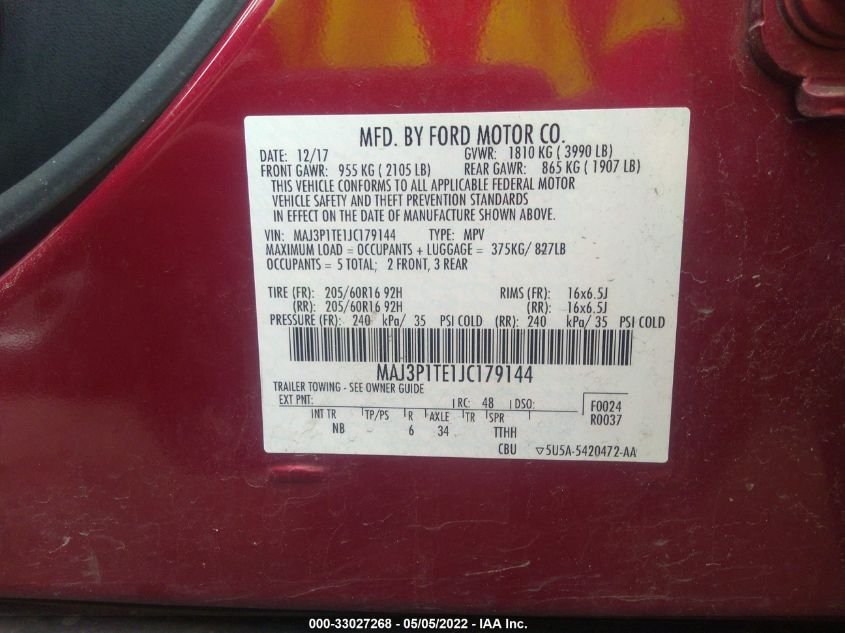 MFD. BY FORD MOTOR CO.
DATE: 12/17 GVWR: 1810 KG ( 3990 LB)
FRONT GAWR: 955 KG ( 2105 LB) REAR GAWR: 865 KG ( 1907 LB)
THIS VEHICLE CONFORMS TO ALL APPLICABLE FEDERAL MOTOR
VEHICLE SAFETY AND THEFT PREVENTION STANDARDS
IN EFFECT ON THE DATE OF MANUFACTURE SHOWN ABOVE.
VIN: MAJ3P1TE1JC179144 TYPE: MPV
MAXIMUM LOAD = OCCUPANTS + LUGGAGE = 375KG/ 827LB
OCCUPANTS = 5 TOTAL; 2 FRONT, 3 REAR
TIRE (FR): 205/60R16 92H RIMS (FR): 16x6.5J
(RR): 205/60R16 92H (RR): 16x6.5J
PRESSURE (FR): 240 kPa/ 35 PSI COLD (RR): 240 kPa/ 35 PSI COLD
MAJ3P1TE1JC179144
TRAILER TOWING - SEE OWNER GUIDE
EXT PNT: RC: 48 DSO: F0024
INT TR TP/PS R AXLE TR SPR R0037
NB 6 34 TTHH
CBU 5U5A-5420472-AA
000-33027268 - 05/05/2022 - IAA Inc.